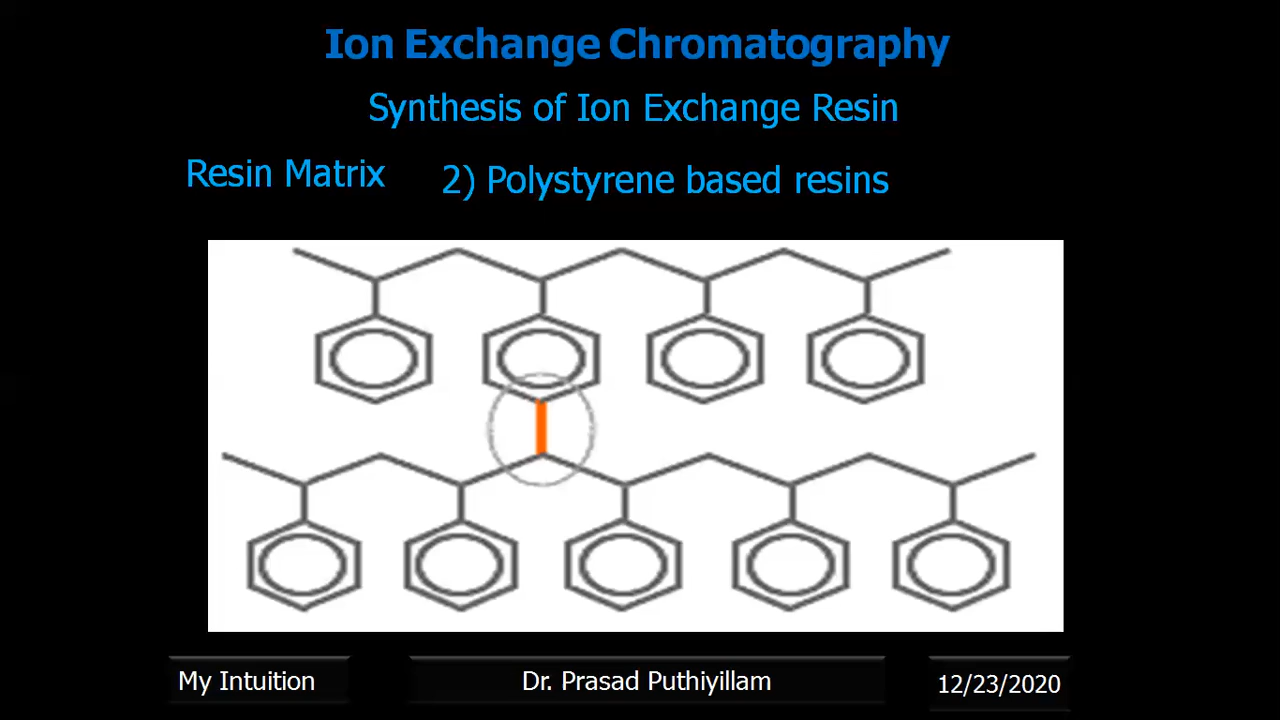 Ion Exchange Chromatography
Synthesis of Ion Exchange Resin
Resin Matrix
2) Polystyrene based resins
My Intuition
Dr. Prasad Puthiyillam
12/23/2020